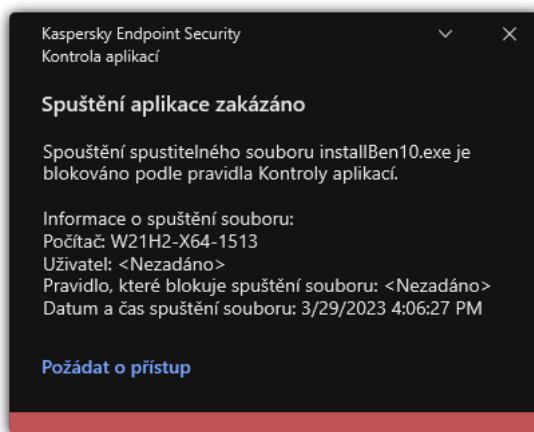 Kaspersky Endpoint Security
Kontrola aplikací
Spuštění aplikace zakázáno
Spouštění spustitelného souboru installBen10.exe je
blokováno podle pravidla Kontroly aplikací.
Informace o spuštění souboru:
Počítač: W21H2-X64-1513
Uživatel: <Nezadáno>
Pravidlo, které blokuje spuštění souboru: <Nezadáno>
Datum a čas spuštění souboru: 3/29/2023 4:06:27 PM
Požádat o přístup